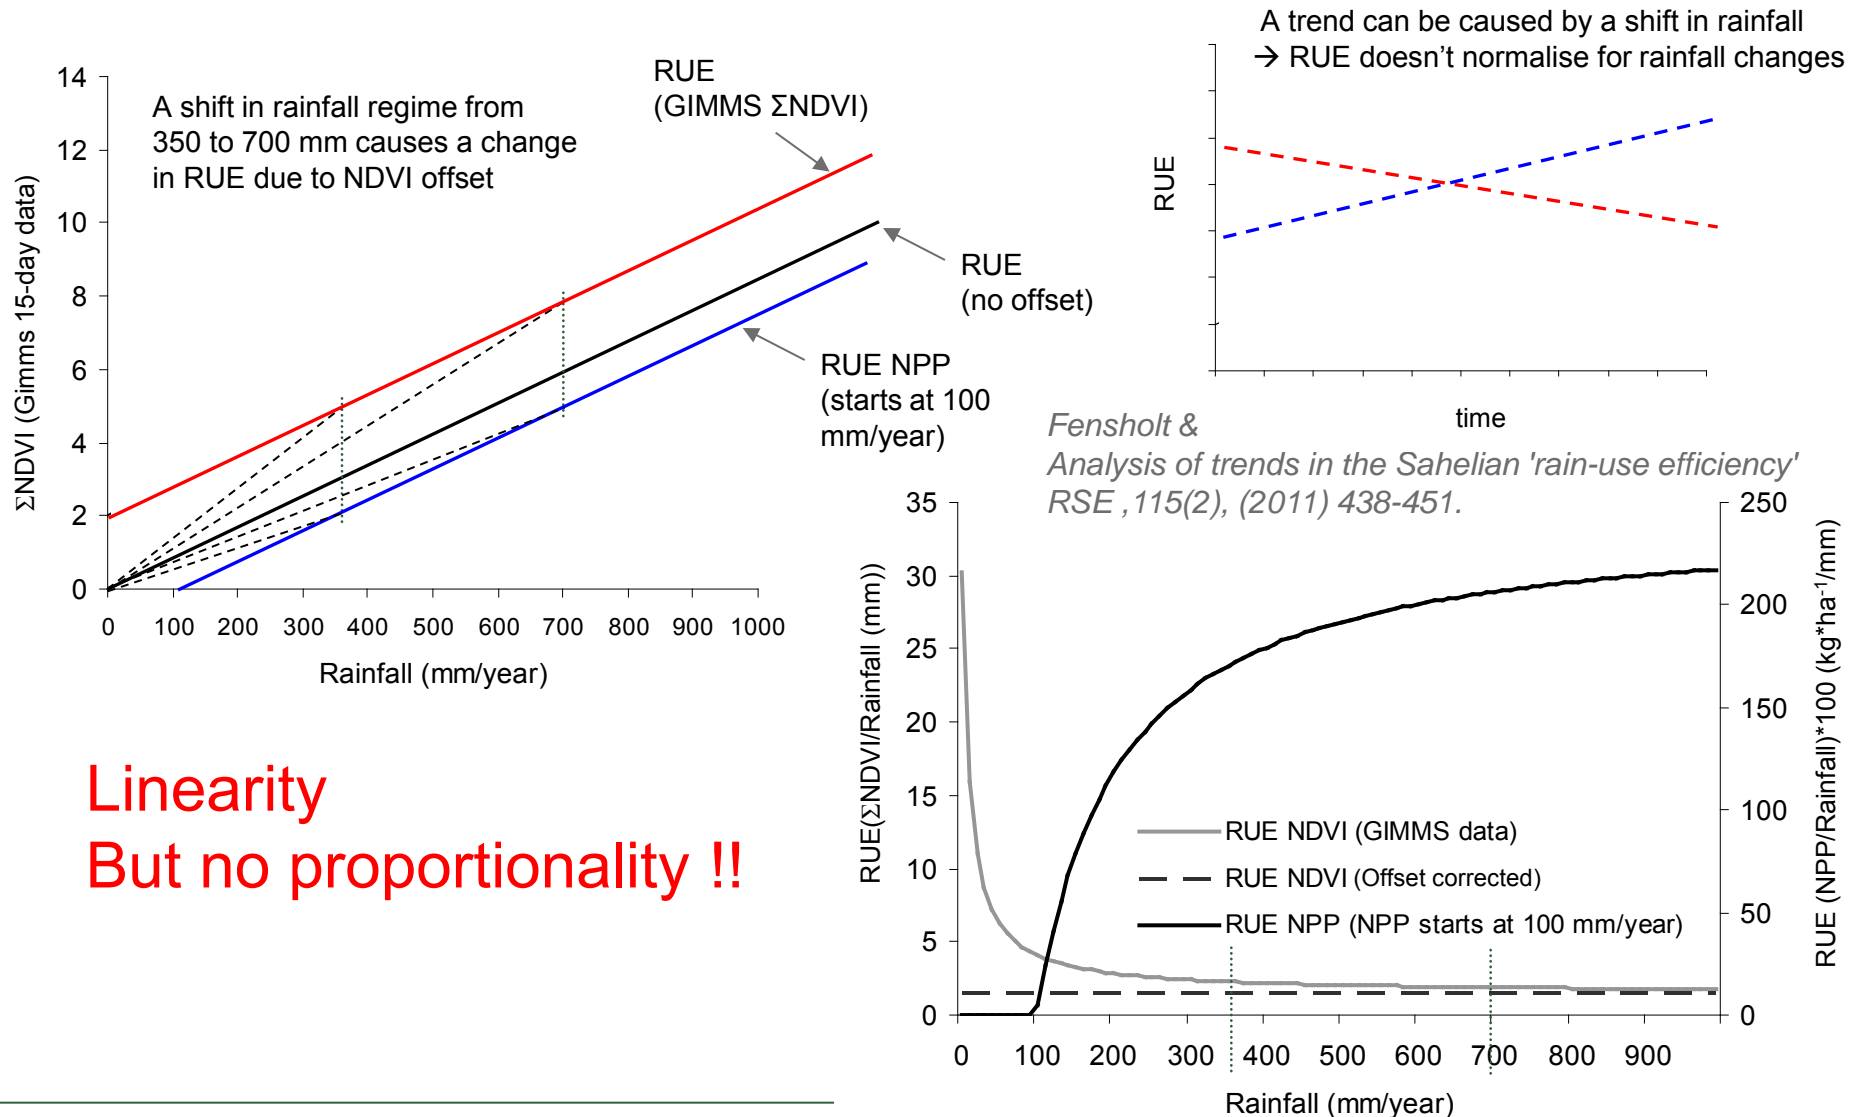 A shift in rainfall regime from
350 to 700 mm causes a change
in RUE due to NDVI offset
RUE
(GIMMS ΣNDVI)
RUE
(no offset)
RUE NPP
(starts at 100
mm/year)
ΣNDVI (Gimms 15-day data)
14
12
10
8
6
4
2
0
0 100 200 300 400 500 600 700 800 900 1000
Rainfall (mm/year)
Linearity
But no proportionality !!
A trend can be caused by a shift in rainfall
→ RUE doesn't normalise for rainfall changes
RUE
time
Fensholt &
Analysis of trends in the Sahelian 'rain-use efficiency'
RSE ,115(2), (2011) 438-451.
RUE(ΣNDVI/Rainfall (mm))
35
30
25
20
15
10
5
0
RUE NDVI (GIMMS data)
RUE NDVI (Offset corrected)
RUE NPP (NPP starts at 100 mm/year)
250
200
150
100
50
0
RUE (NPP/Rainfall)*100 (kg*ha⁻¹/mm)
0 100 200 300 400 500 600 700 800 900
Rainfall (mm/year)